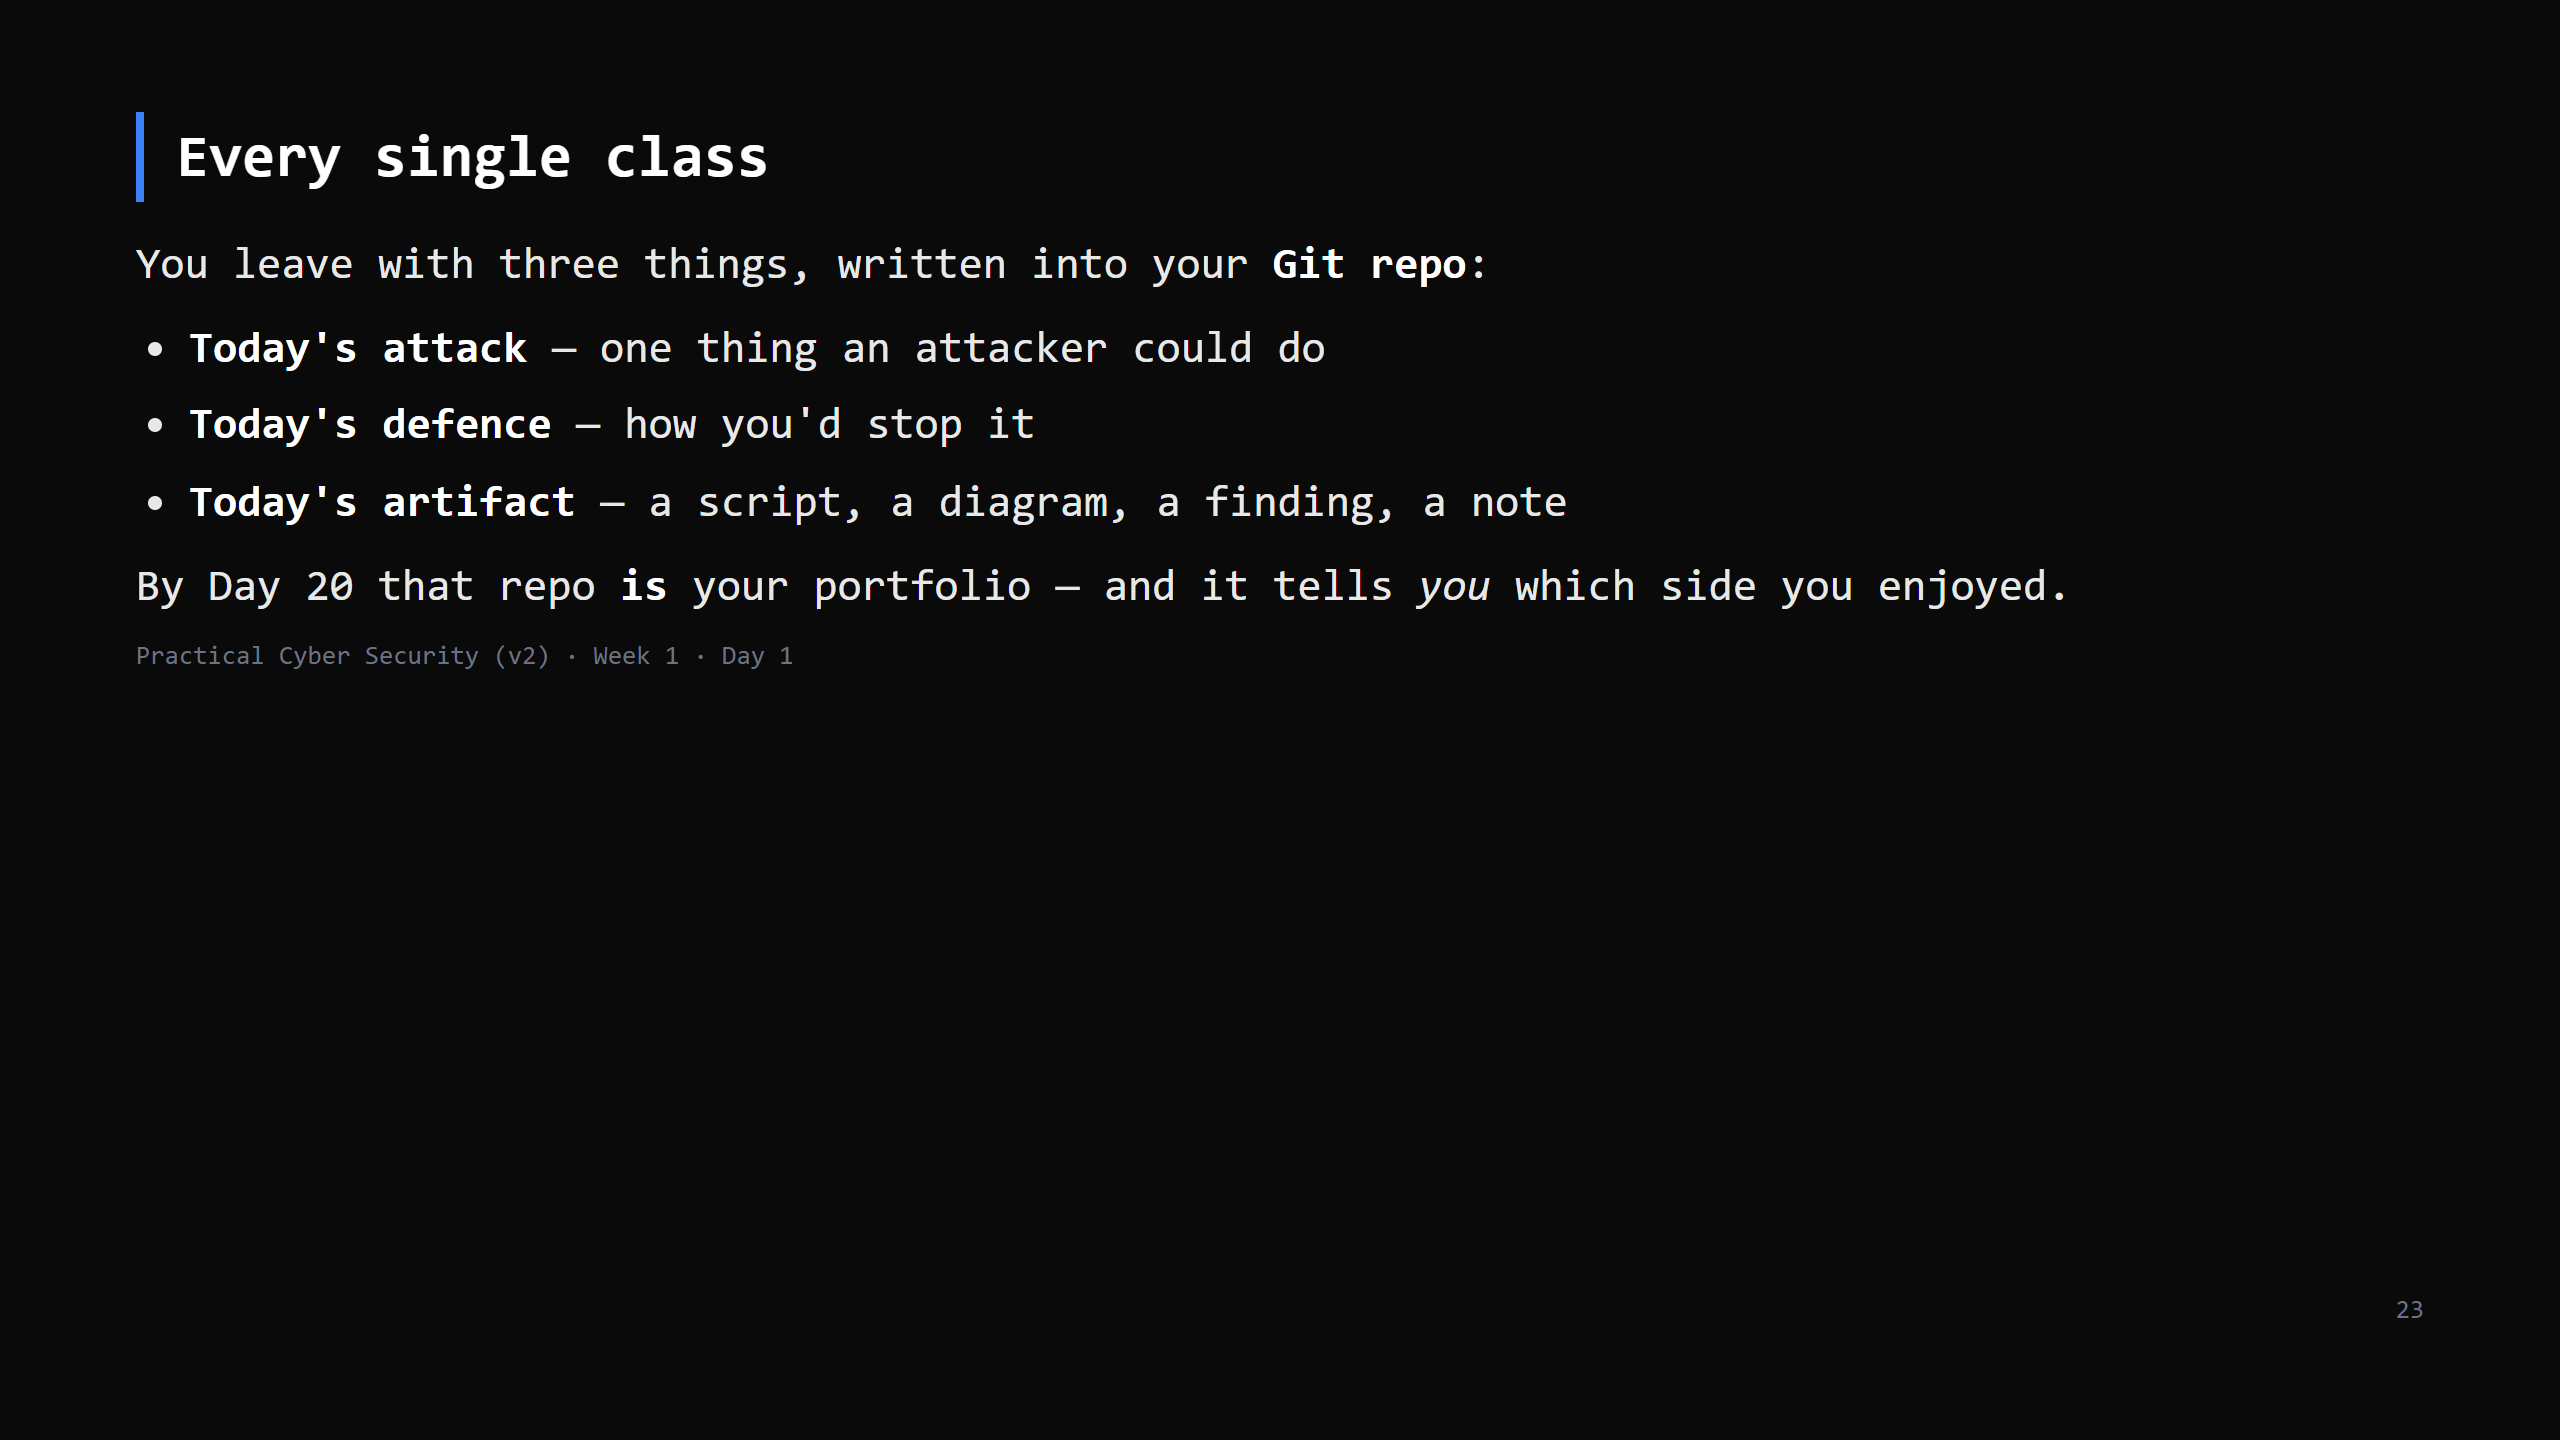 Every single class
You leave with three things, written into your Git repo:
• Today's attack — one thing an attacker could do
• Today's defence — how you'd stop it
• Today's artifact — a script, a diagram, a finding, a note
By Day 20 that repo is your portfolio — and it tells you which side you enjoyed.
Practical Cyber Security (v2) · Week 1 · Day 1
23